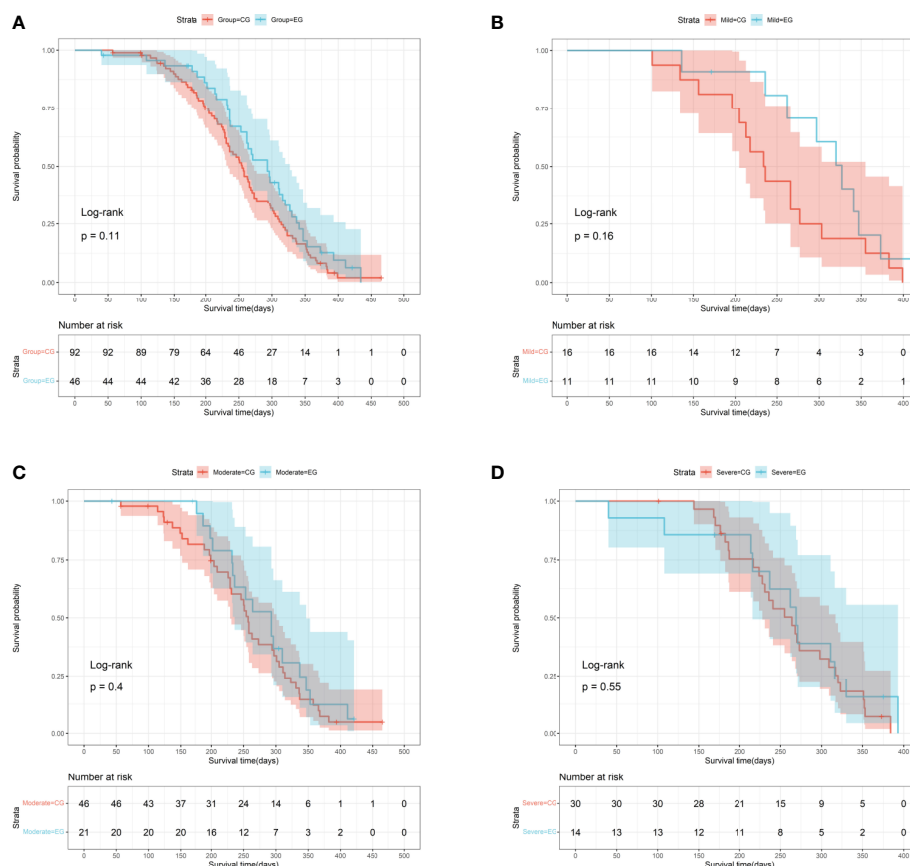 A
Strata Group=CG Group=EG
1.00
0.75
0.50
0.25
0.00
Survival probability
Log-rank
p = 0.11
0 50 100 150 200 250 300 350 400 450 500
Survival time(days)
Number at risk
Strata
Group=CG 92 92 89 79 64 46 27 14 1 1 0
Group=EG 46 44 44 42 36 28 18 7 3 0 0
0 50 100 150 200 250 300 350 400 450 500
Survival time(days)
B
Strata Mild=CG Mild=EG
1.00
0.75
0.50
0.25
0.00
Survival probability
Log-rank
p = 0.16
0 50 100 150 200 250 300 350 400
Survival time(days)
Number at risk
Strata
Mild=CG 16 16 16 14 12 7 4 3 0
Mild=EG 11 11 11 10 9 8 6 2 1
0 50 100 150 200 250 300 350 400
Survival time(days)
C
Strata Moderate=CG Moderate=EG
1.00
0.75
0.50
0.25
0.00
Survival probability
Log-rank
p = 0.4
0 50 100 150 200 250 300 350 400 450 500
Survival time(days)
Number at risk
Strata
Moderate=CG 46 46 43 37 31 24 14 6 1 1 0
Moderate=EG 21 20 20 20 16 12 7 3 2 0 0
0 50 100 150 200 250 300 350 400 450 500
Survival time(days)
D
Strata Severe=CG Severe=EG
1.00
0.75
0.50
0.25
0.00
Survival probability
Log-rank
p = 0.55
0 50 100 150 200 250 300 350 400
Survival time(days)
Number at risk
Strata
Severe=CG 30 30 30 28 21 15 9 5 0
Severe=EG 14 13 13 12 11 8 5 2 0
0 50 100 150 200 250 300 350 400
Survival time(days)